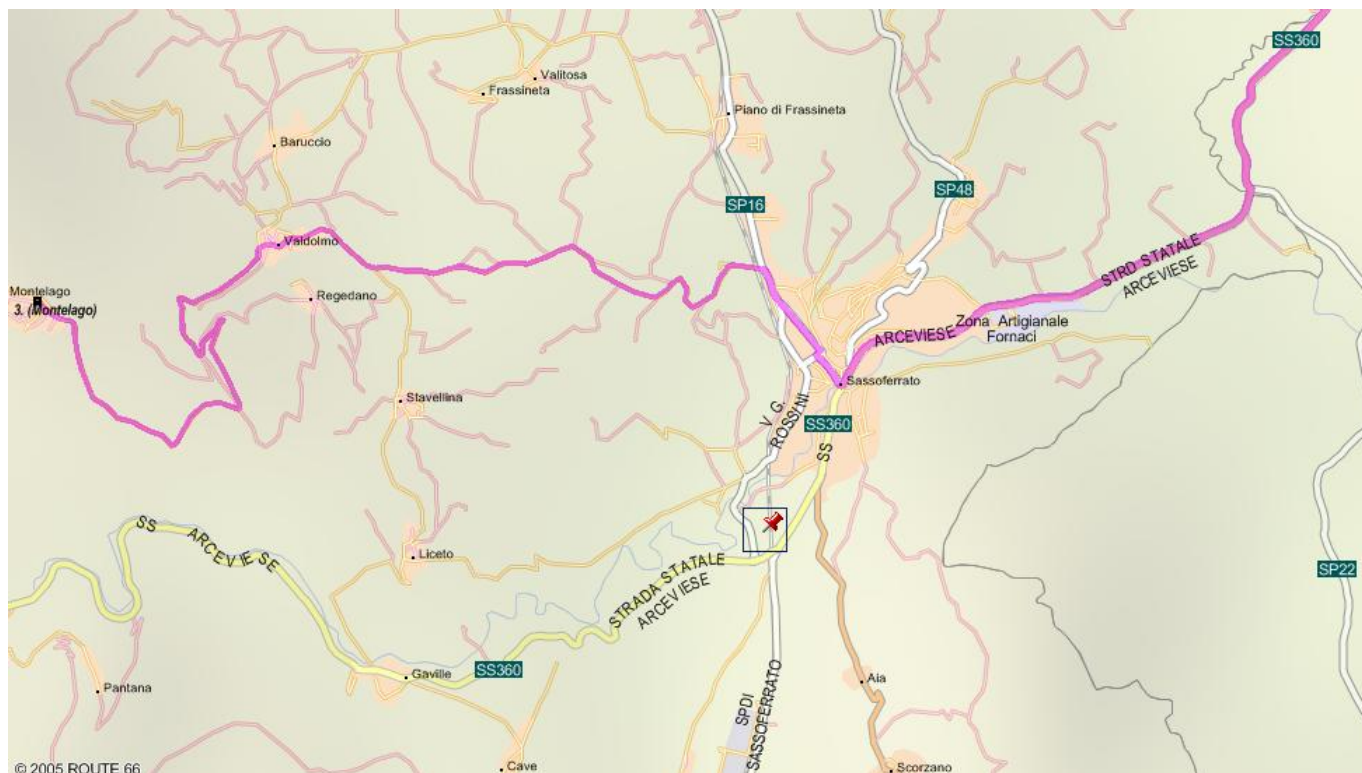 SS360
Valitosa
Frassineta
Piano di Frassineta
Baruccio
SP48
SP16
Valdolmo
STRD STATALE
ARCEVIESE
Montelago
3. (Montelago)
Regedano
Zona Artigianale
Fornaci
ARCEVIESE
Sassoferrato
Stavellina
V G.
ROSSINI
SS360
SS
SS ARCEVIESE
Liceto
STRADA STATALE
ARCEVIESE
SP22
Gaville
SS360
Pantana
Aia
SPDI
SASSOFERRATO
Cave
Scorzano
© 2005 ROUTE 66